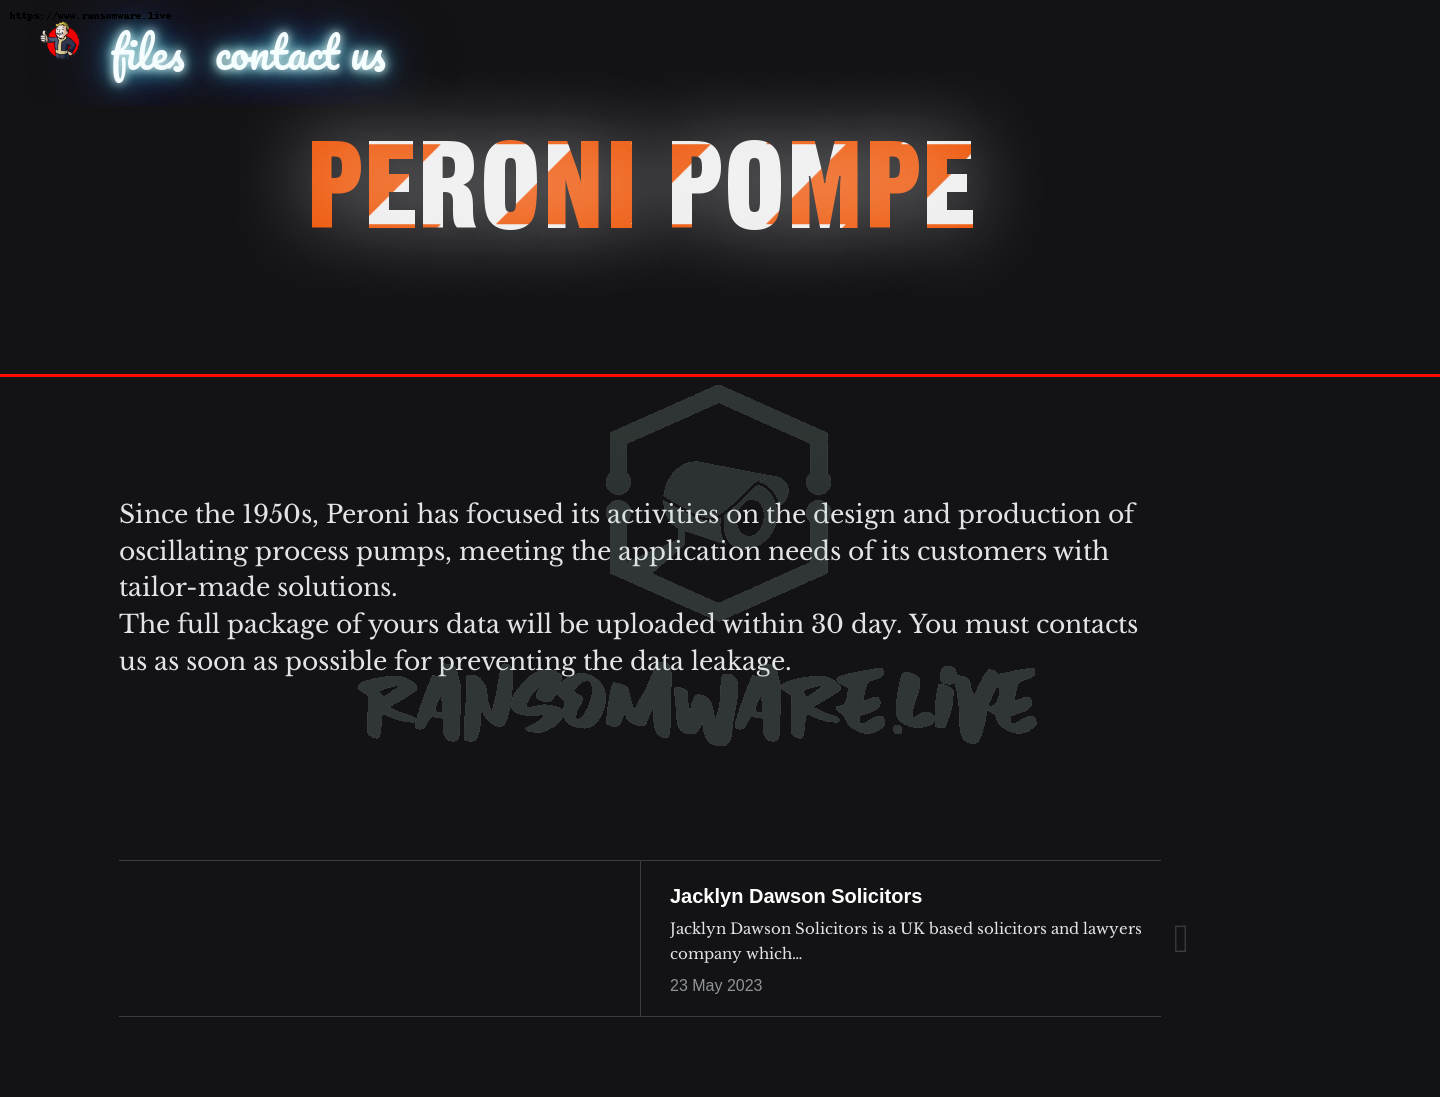 https://www.ransomware.live
files contact us
PERONI POMPE
Since the 1950s, Peroni has focused its activities on the design and production of
oscillating process pumps, meeting the application needs of its customers with
tailor-made solutions.
The full package of yours data will be uploaded within 30 day. You must contacts
us as soon as possible for preventing the data leakage.
RANSOMWARE.LIVE
Jacklyn Dawson Solicitors
Jacklyn Dawson Solicitors is a UK based solicitors and lawyers
company which...
23 May 2023